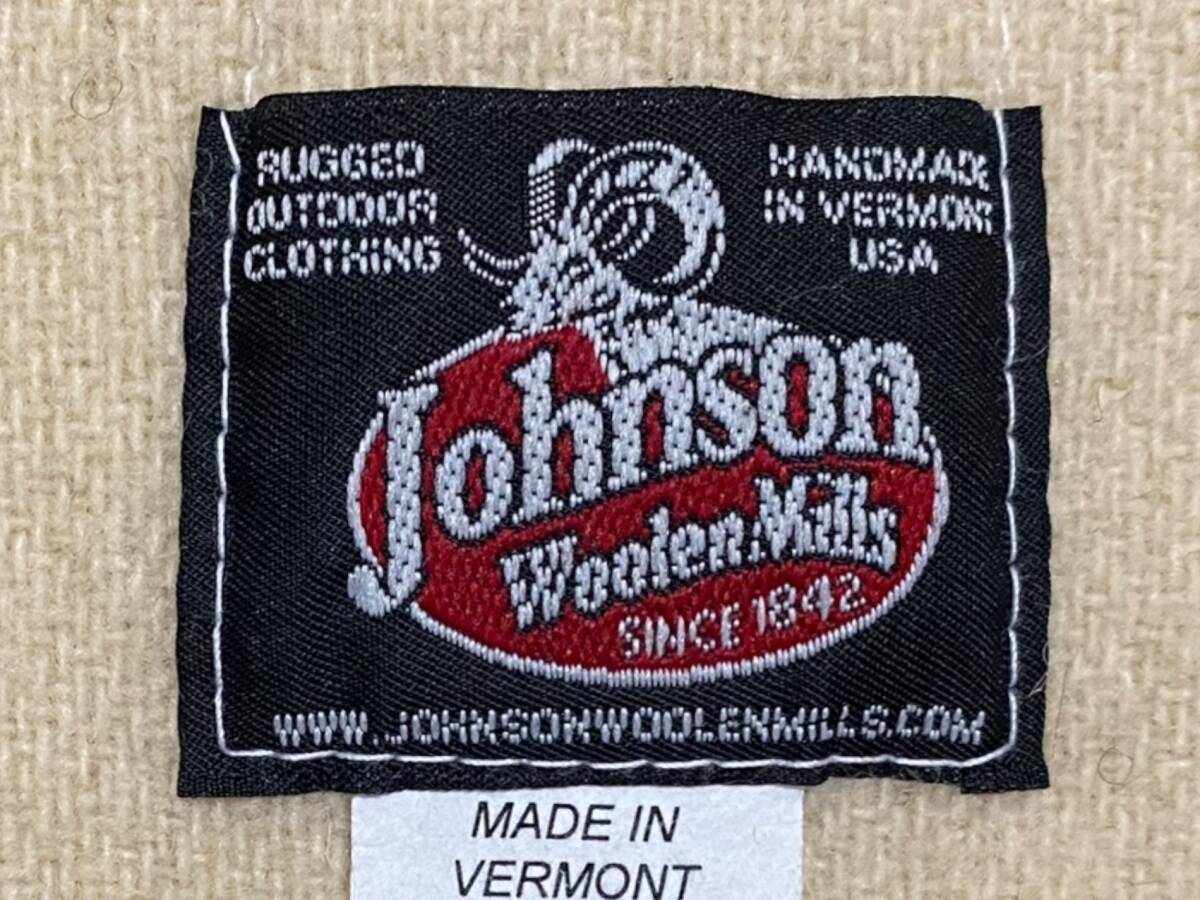 RUGGED
OUTDOOR
CLOTHING
HANDMADE
IN VERMONT
USA
Johnson
Woolen Mills
SINCE 1842
WWW.JOHNSONWOOLENMILLS.COM
MADE IN
VERMONT